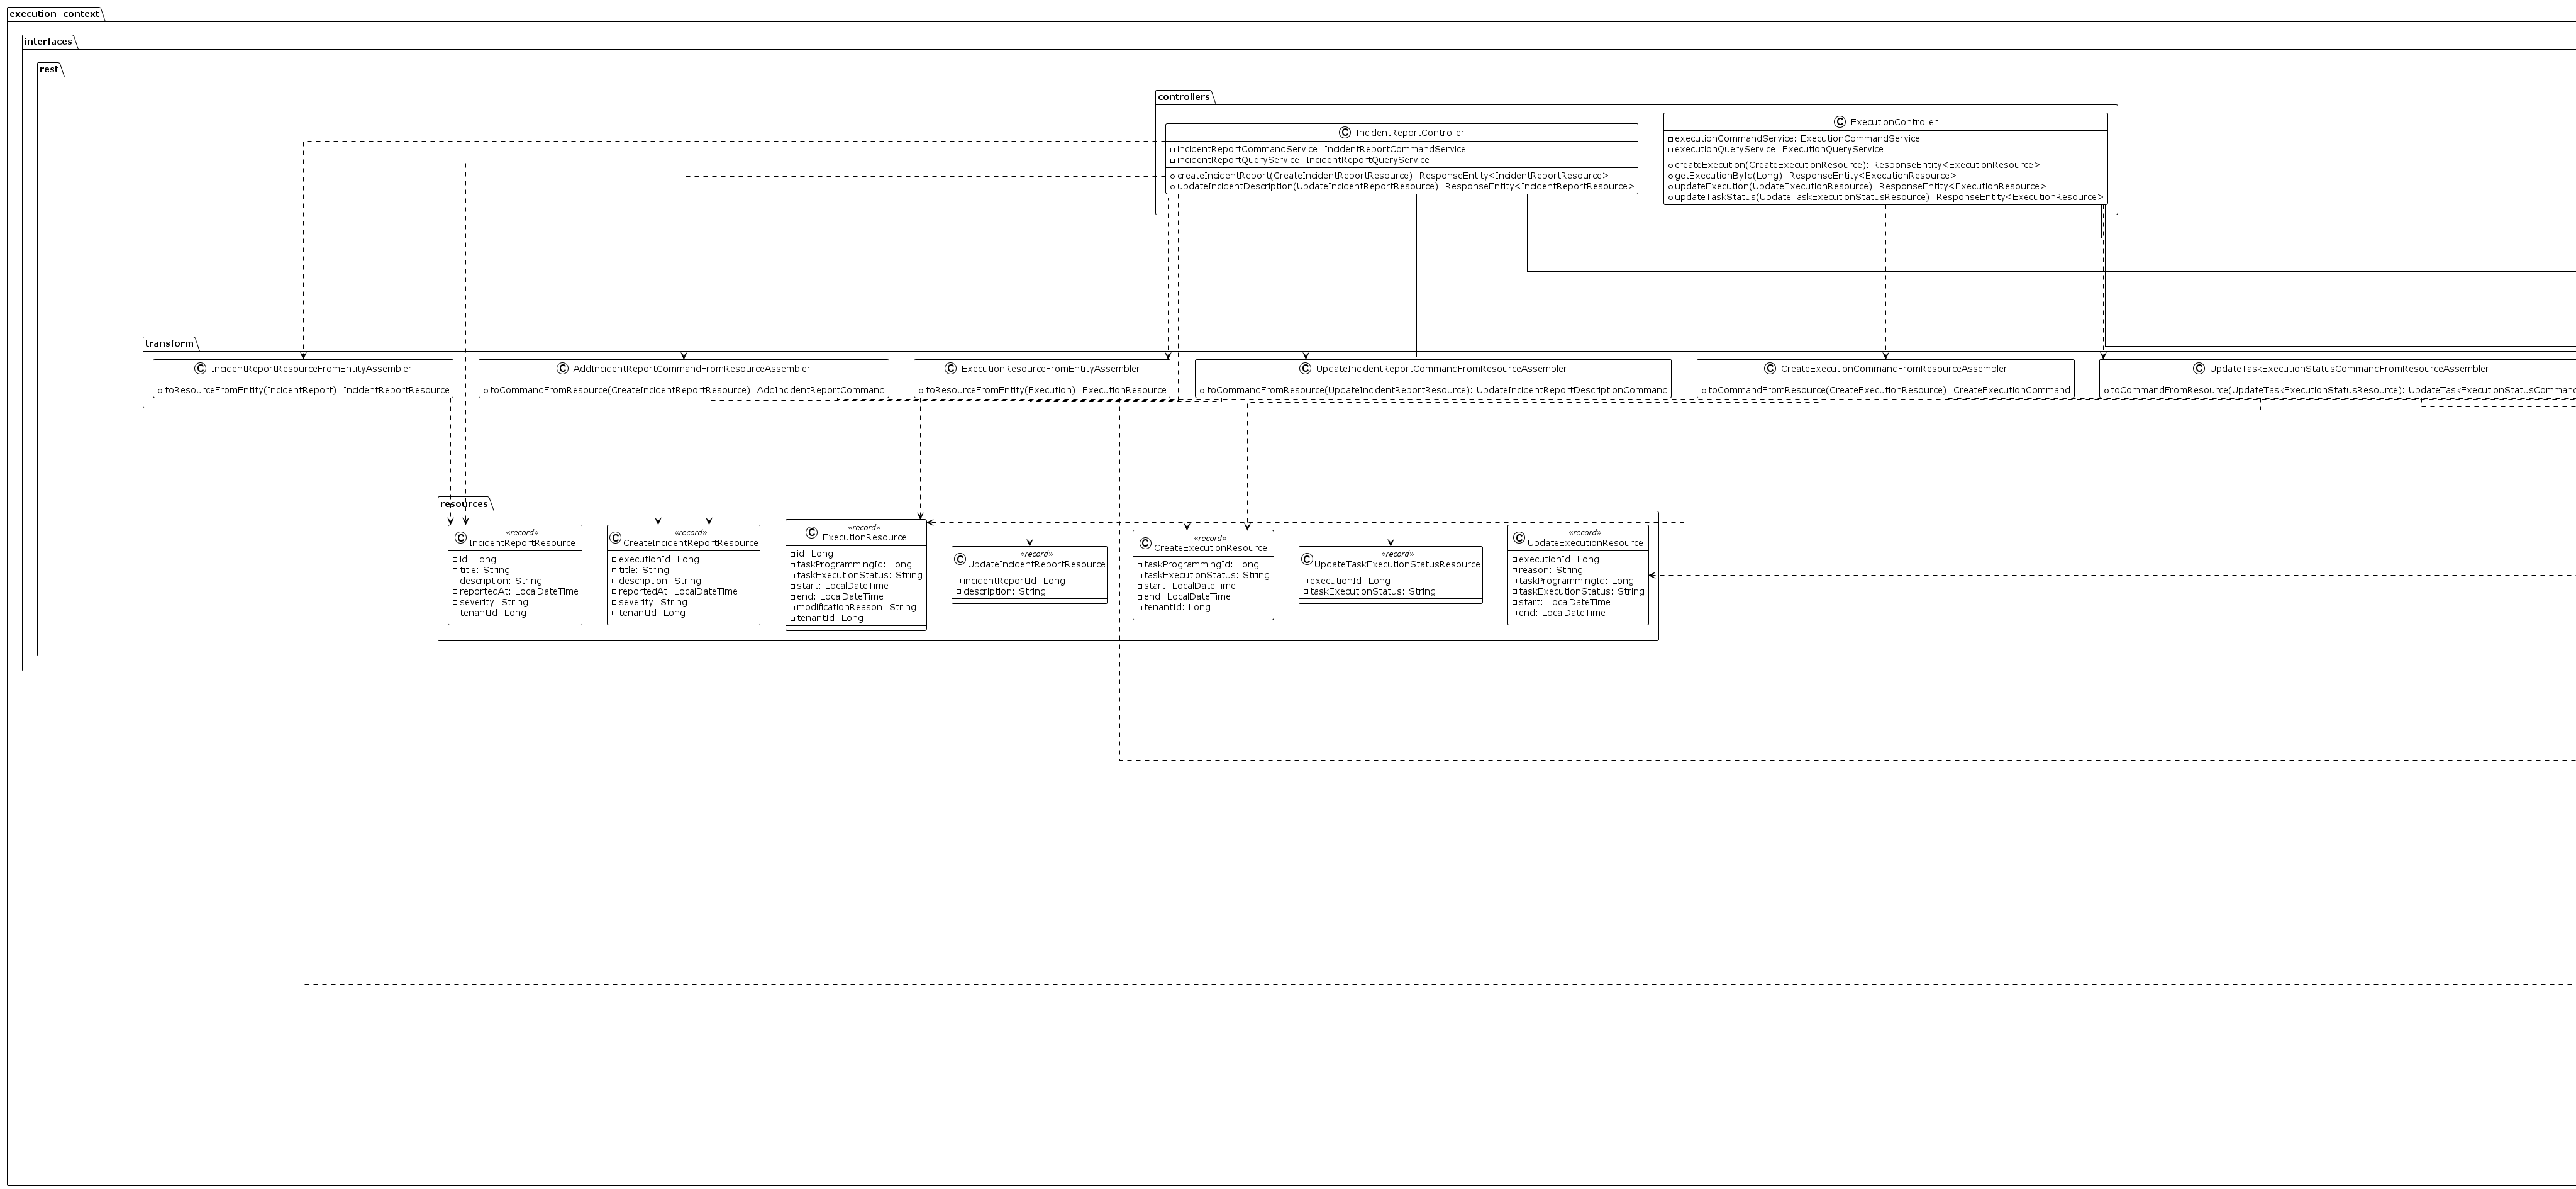 execution_context
interfaces
rest
controllers
C IncidentReportController
incidentReportCommandService: IncidentReportCommandService
incidentReportQueryService: IncidentReportQueryService
createIncidentReport(CreateIncidentReportResource): ResponseEntity<IncidentReportResource>
updateIncidentDescription(UpdateIncidentReportResource): ResponseEntity<IncidentReportResource>
C ExecutionController
executionCommandService: ExecutionCommandService
executionQueryService: ExecutionQueryService
createExecution(CreateExecutionResource): ResponseEntity<ExecutionResource>
getExecutionById(Long): ResponseEntity<ExecutionResource>
updateExecution(UpdateExecutionResource): ResponseEntity<ExecutionResource>
updateTaskStatus(UpdateTaskExecutionStatusResource): ResponseEntity<ExecutionResource>
transform
C IncidentReportResourceFromEntityAssembler
toResourceFromEntity(IncidentReport): IncidentReportResource
C AddIncidentReportCommandFromResourceAssembler
toCommandFromResource(CreateIncidentReportResource): AddIncidentReportCommand
C ExecutionResourceFromEntityAssembler
toResourceFromEntity(Execution): ExecutionResource
C UpdateIncidentReportCommandFromResourceAssembler
toCommandFromResource(UpdateIncidentReportResource): UpdateIncidentReportDescriptionCommand
C CreateExecutionCommandFromResourceAssembler
toCommandFromResource(CreateExecutionResource): CreateExecutionCommand
C UpdateTaskExecutionStatusCommandFromResourceAssembler
toCommandFromResource(UpdateTaskExecutionStatusResource): UpdateTaskExecutionStatusCommand
resources
«record»
C IncidentReportResource
id: Long
title: String
description: String
reportedAt: LocalDateTime
severity: String
tenantId: Long
«record»
C CreateIncidentReportResource
executionId: Long
title: String
description: String
reportedAt: LocalDateTime
severity: String
tenantId: Long
«record»
C ExecutionResource
id: Long
taskProgrammingId: Long
taskExecutionStatus: String
start: LocalDateTime
end: LocalDateTime
modificationReason: String
tenantId: Long
«record»
C UpdateIncidentReportResource
incidentReportId: Long
description: String
«record»
C CreateExecutionResource
taskProgrammingId: Long
taskExecutionStatus: String
start: LocalDateTime
end: LocalDateTime
tenantId: Long
«record»
C UpdateTaskExecutionStatusResource
executionId: Long
taskExecutionStatus: String
«record»
C UpdateExecutionResource
executionId: Long
reason: String
taskProgrammingId: Long
taskExecutionStatus: String
start: LocalDateTime
end: LocalDateTime